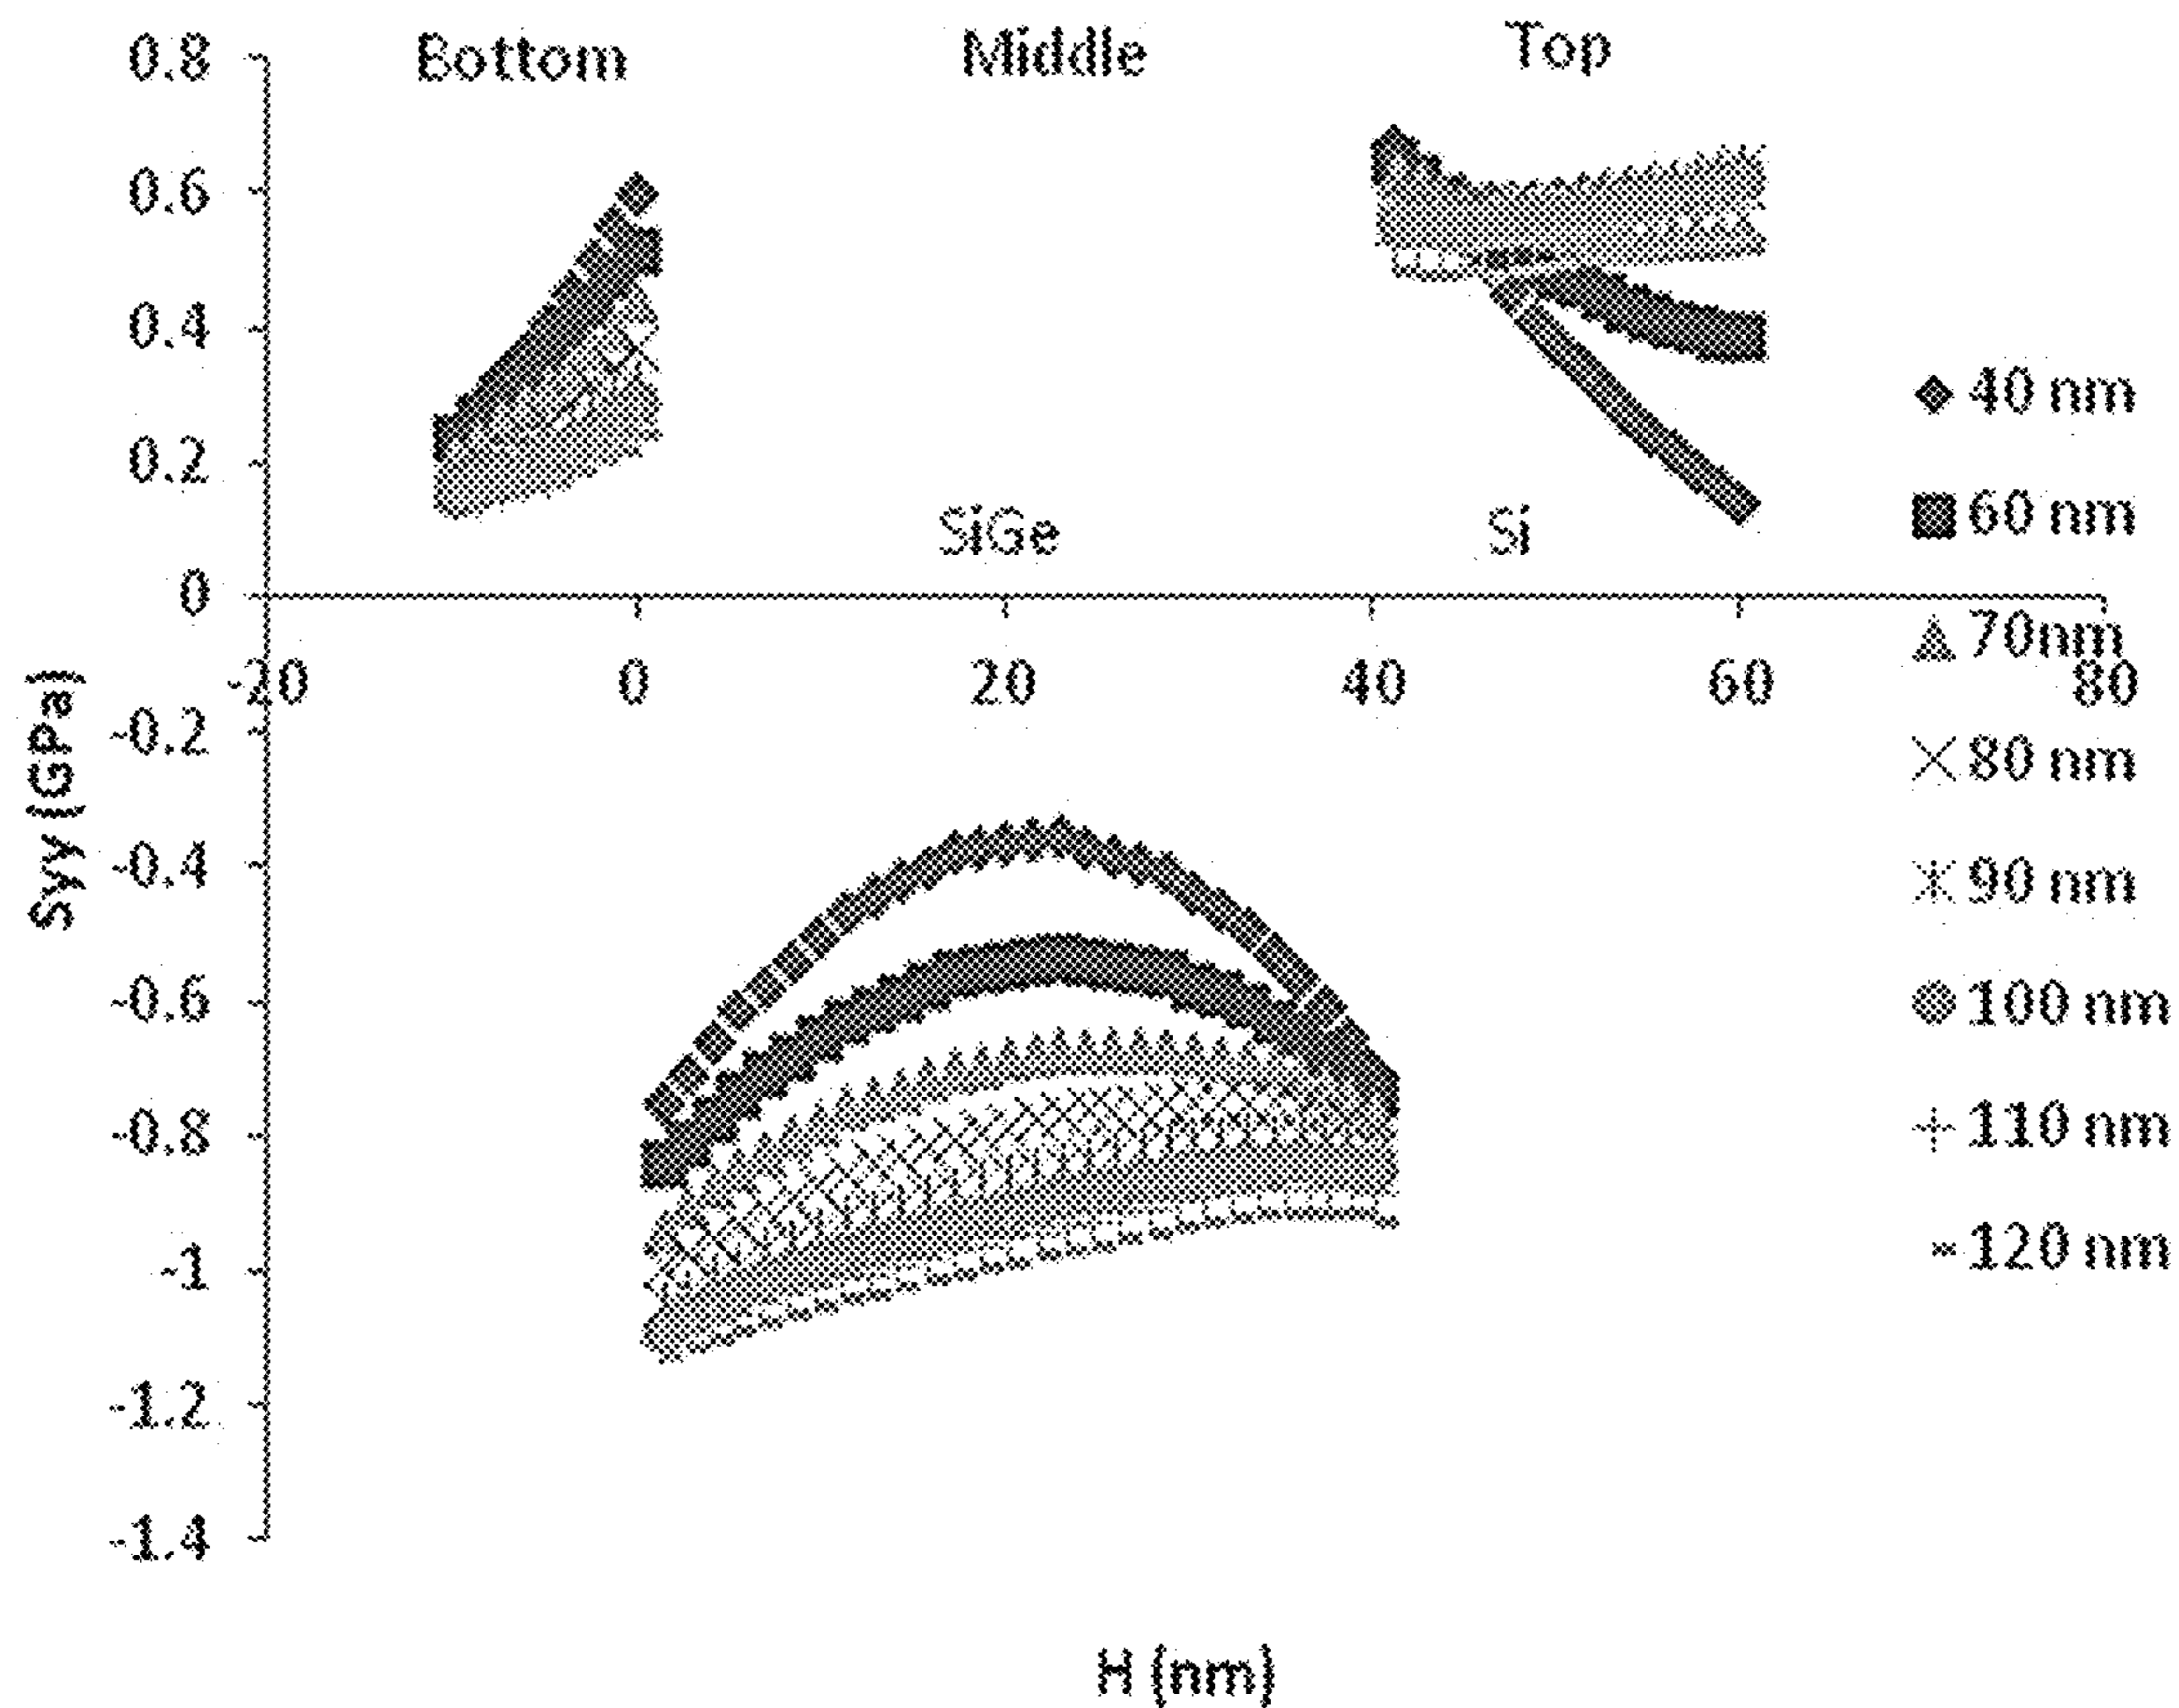 Bottom Middle Top
0.8
0.6
0.4
0.2
0
-0.2
-0.4
-0.6
-0.8
-1
-1.2
-1.4
Syy (GPa)
SiGe Si
-20 0 20 40 60 80
H (nm)
40 nm
60 nm
70nm
80 nm
90 nm
100 nm
110 nm
120 nm